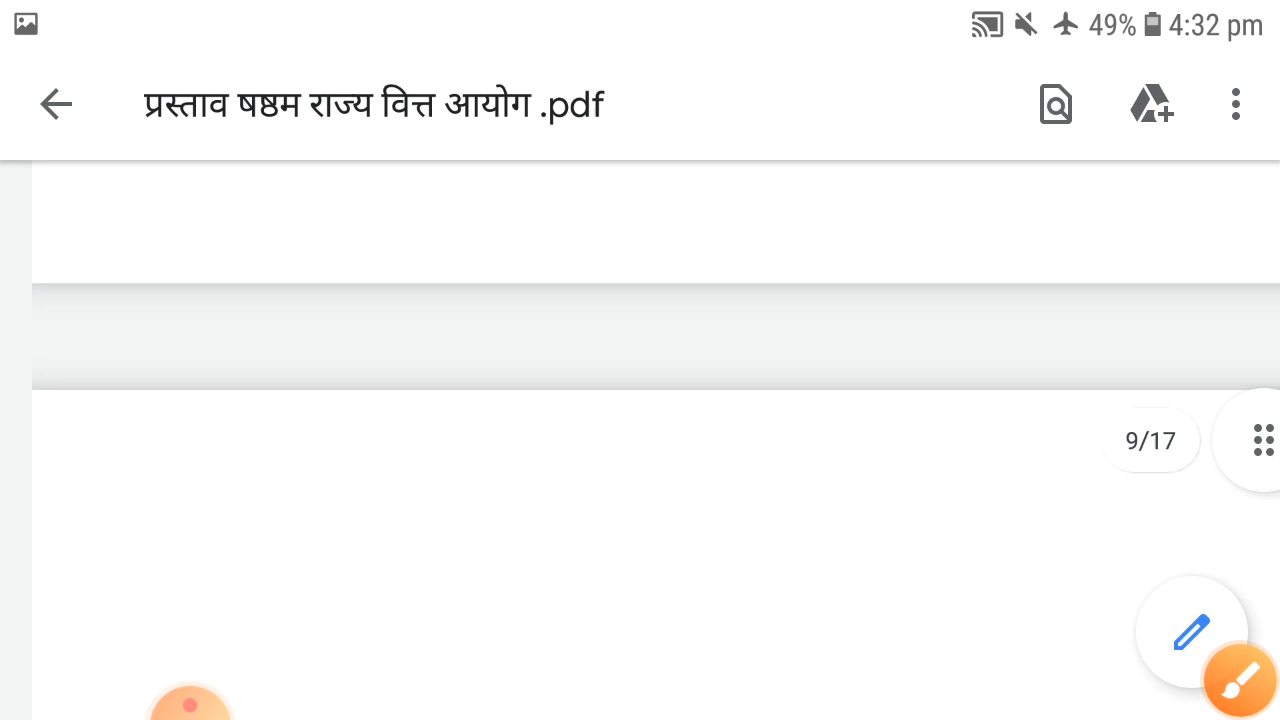 49% 4:32 pm
प्रस्ताव षष्ठम राज्य वित्त आयोग .pdf
9/17